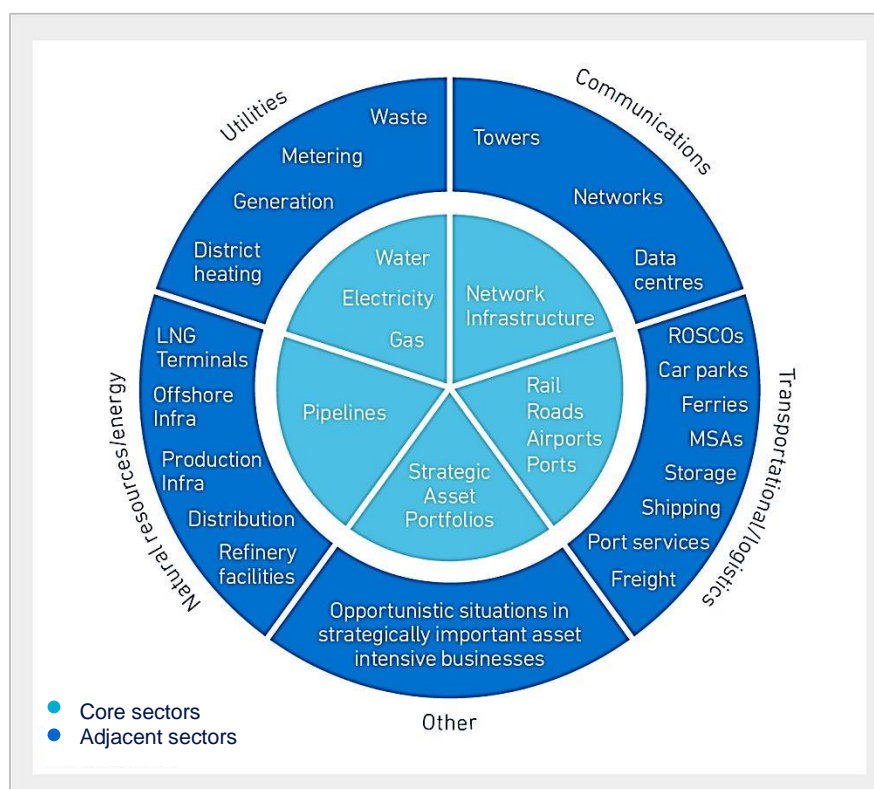 Utilities
Waste
Metering
Generation
District
heating
Communications
Towers
Networks
Data
centres
Water
Electricity
Gas
Network
Infrastructure
Pipelines
Rail
Roads
Airports
Ports
Strategic
Asset
Portfolios
Natural resources/energy
LNG
Terminals
Offshore
Infra
Production
Infra
Distribution
Refinery
facilities
Transportational/logistics
ROSCOs
Car parks
Ferries
MSAs
Storage
Shipping
Port services
Freight
Opportunistic situations in
strategically important asset
intensive businesses
Other
Core sectors
Adjacent sectors